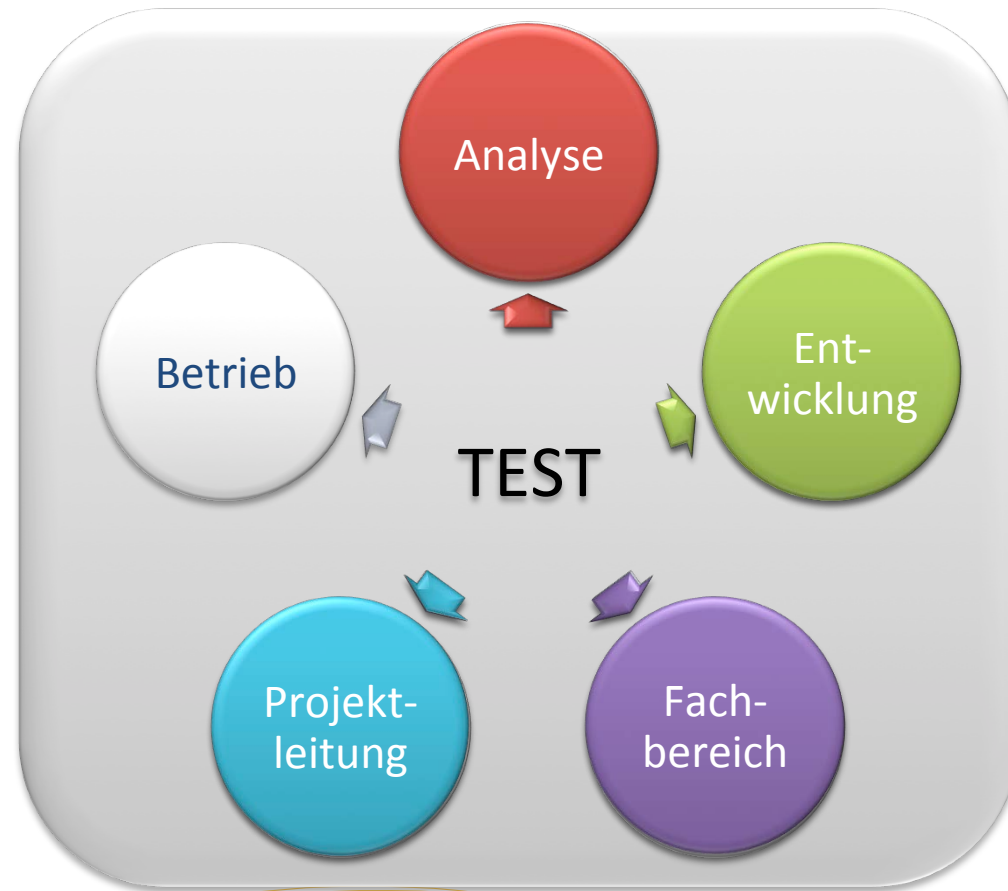 Analyse
Ent-
wicklung
Fach-
bereich
Projekt-
leitung
Betrieb
TEST